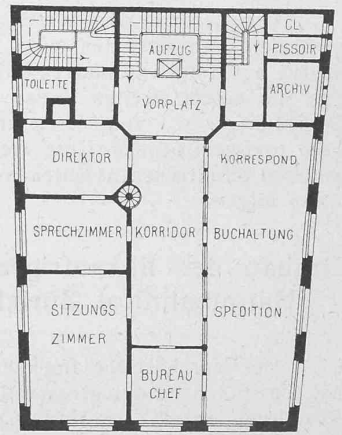 CL.
AUFZUG
PISSOIR
TOILETTE
ARCHIV
VORPLATZ
DIREKTOR
KORRESPOND.
SPRECHZIMMER
KORRIDOR
BUCHALTUNG
SITZUNGS
ZIMMER
SPEDITION
BUREAU
CHEF